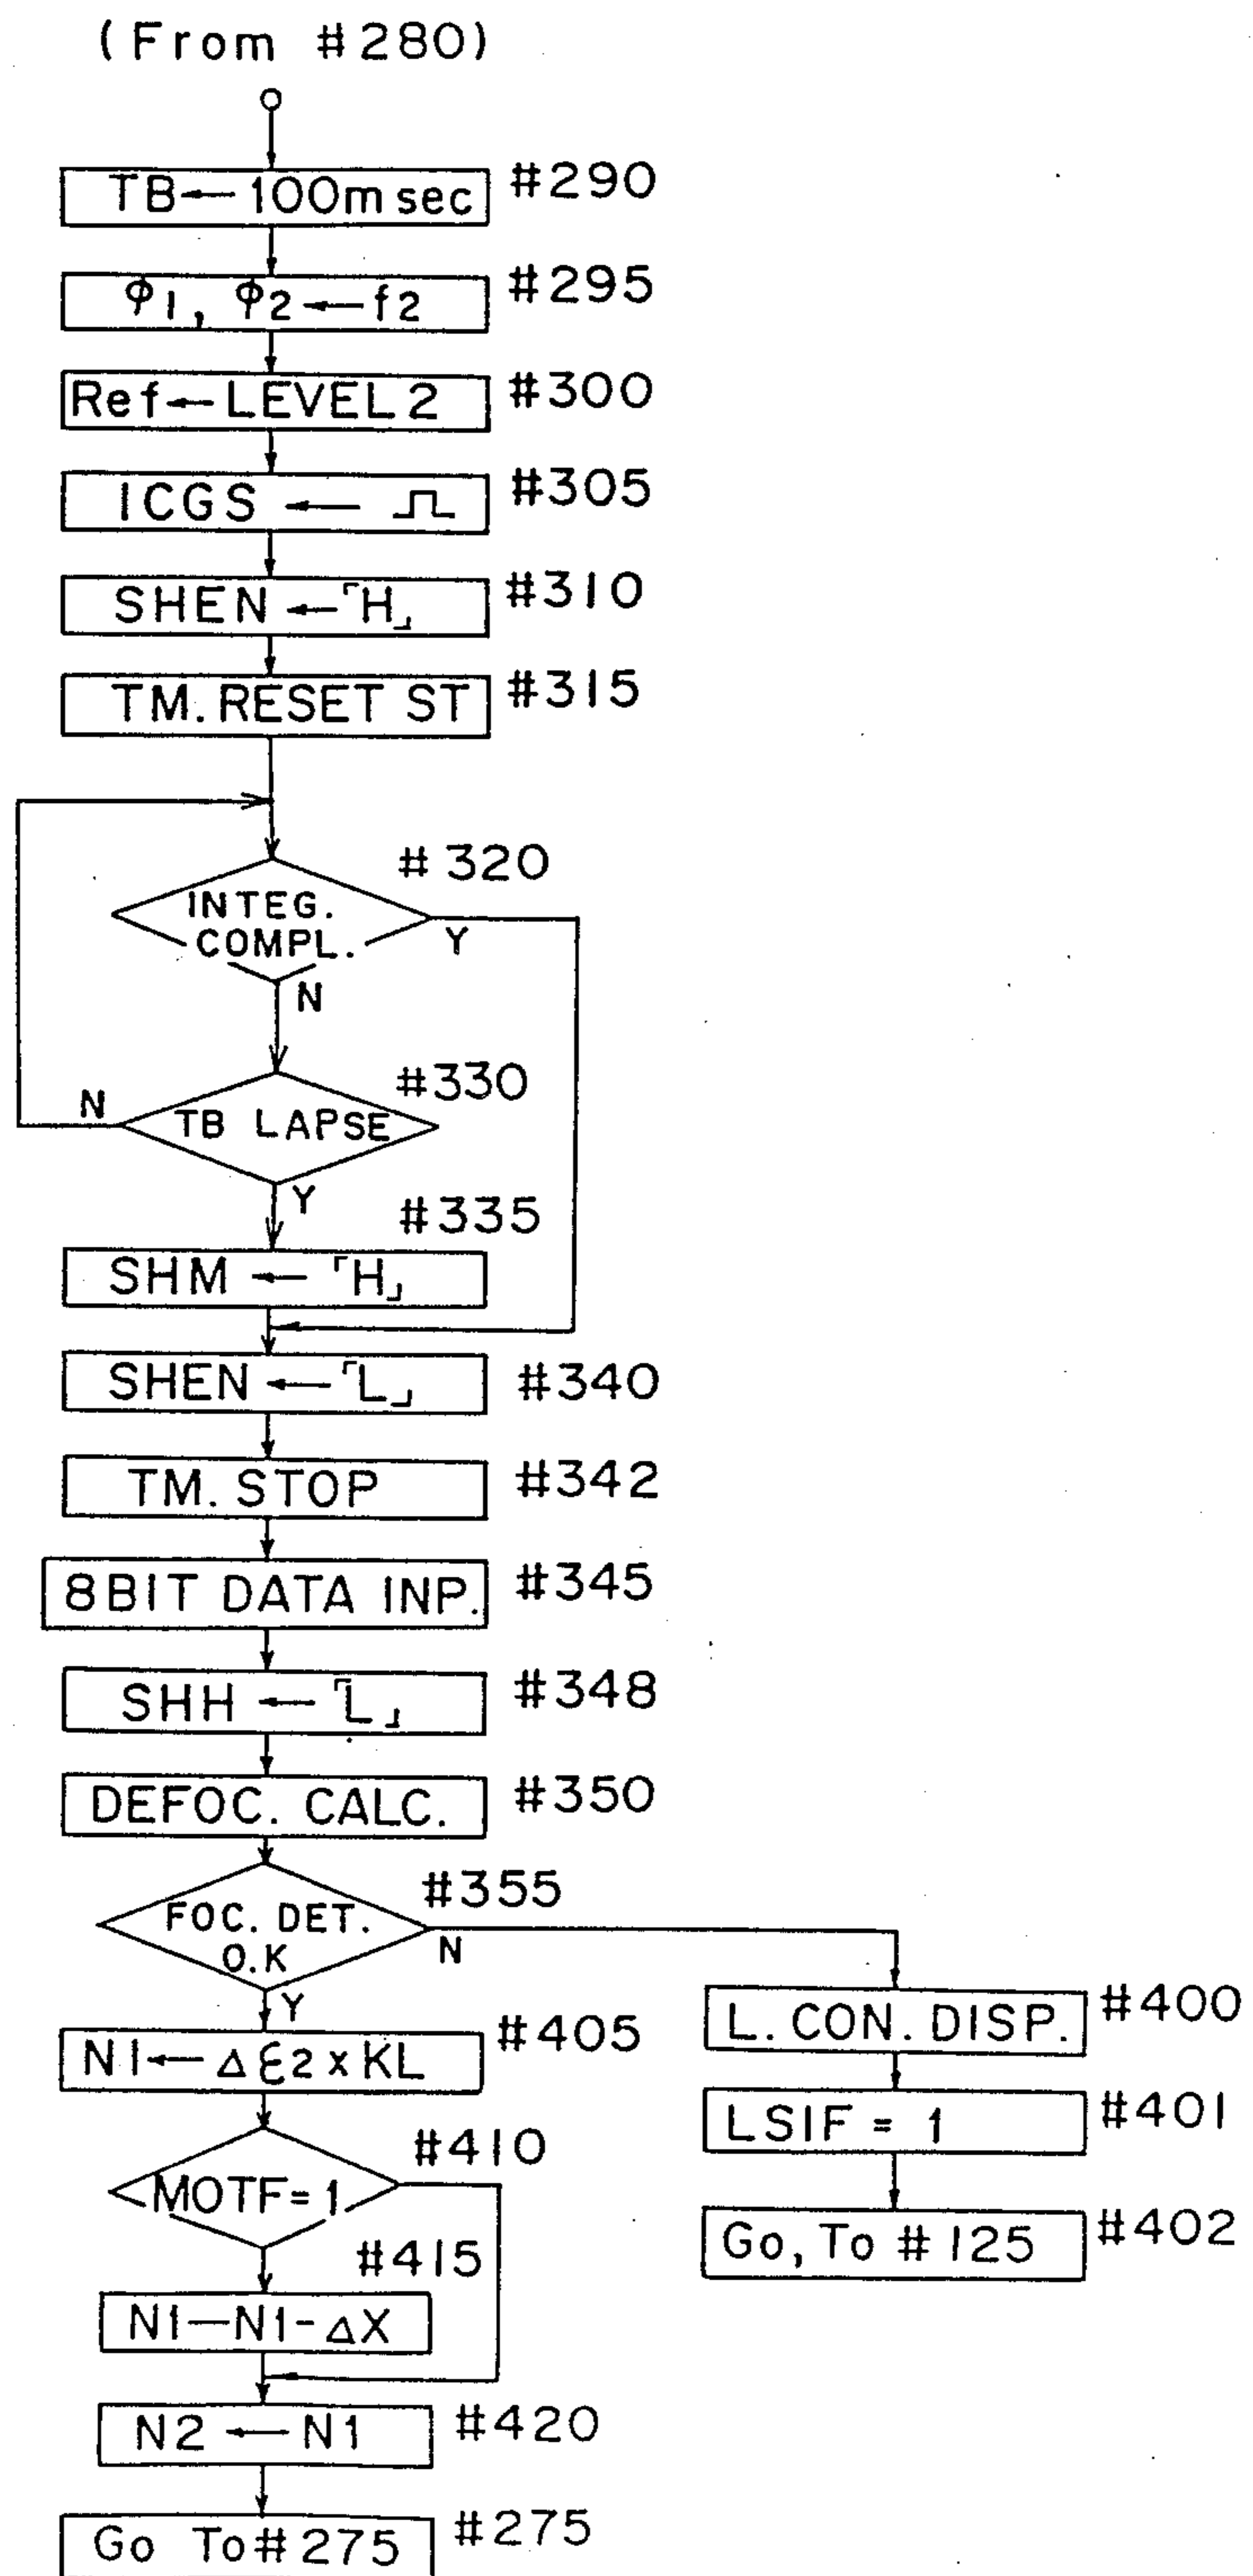 (From #280)
TB←100msec #290
φ1, φ2←f2 #295
Ref←LEVEL2 #300
ICGS ← #305
SHEN ←「H」 #310
TM. RESET ST #315
#320
INTEG.
COMPL.
Y
N
#330
N
TB LAPSE
Y
#335
SHM ← 「H」
SHEN ← 「L」 #340
TM. STOP #342
8BIT DATA INP. #345
SHH ← 「L」 #348
DEFOC. CALC. #350
#355
FOC. DET.
O.K
N
Y
L. CON. DISP. #400
N1← Δε2 x KL #405
LSIF = 1 #401
#410
MOTF=1
Go, To # 125 #402
#415
N1—N1-ΔX
N2 ← N1 #420
Go To# 275 #275